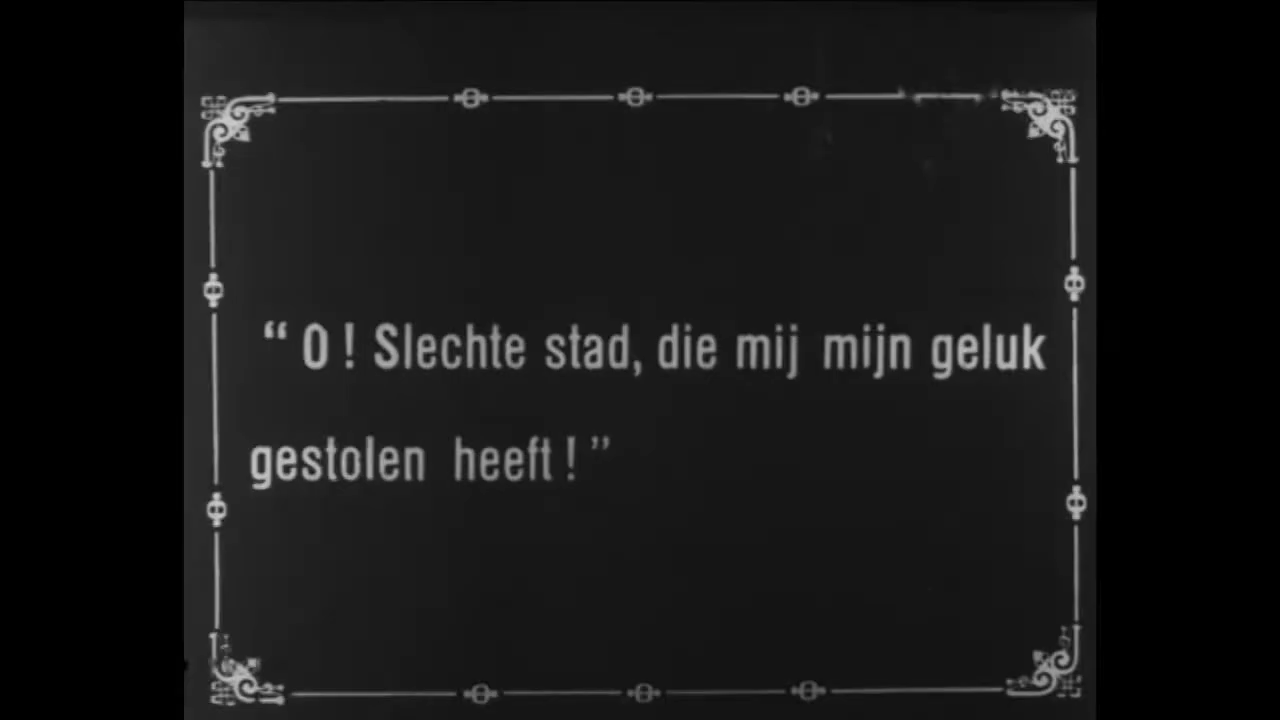 “ O ! Slechte stad, die mij mijn geluk
gestolen heeft ! ”